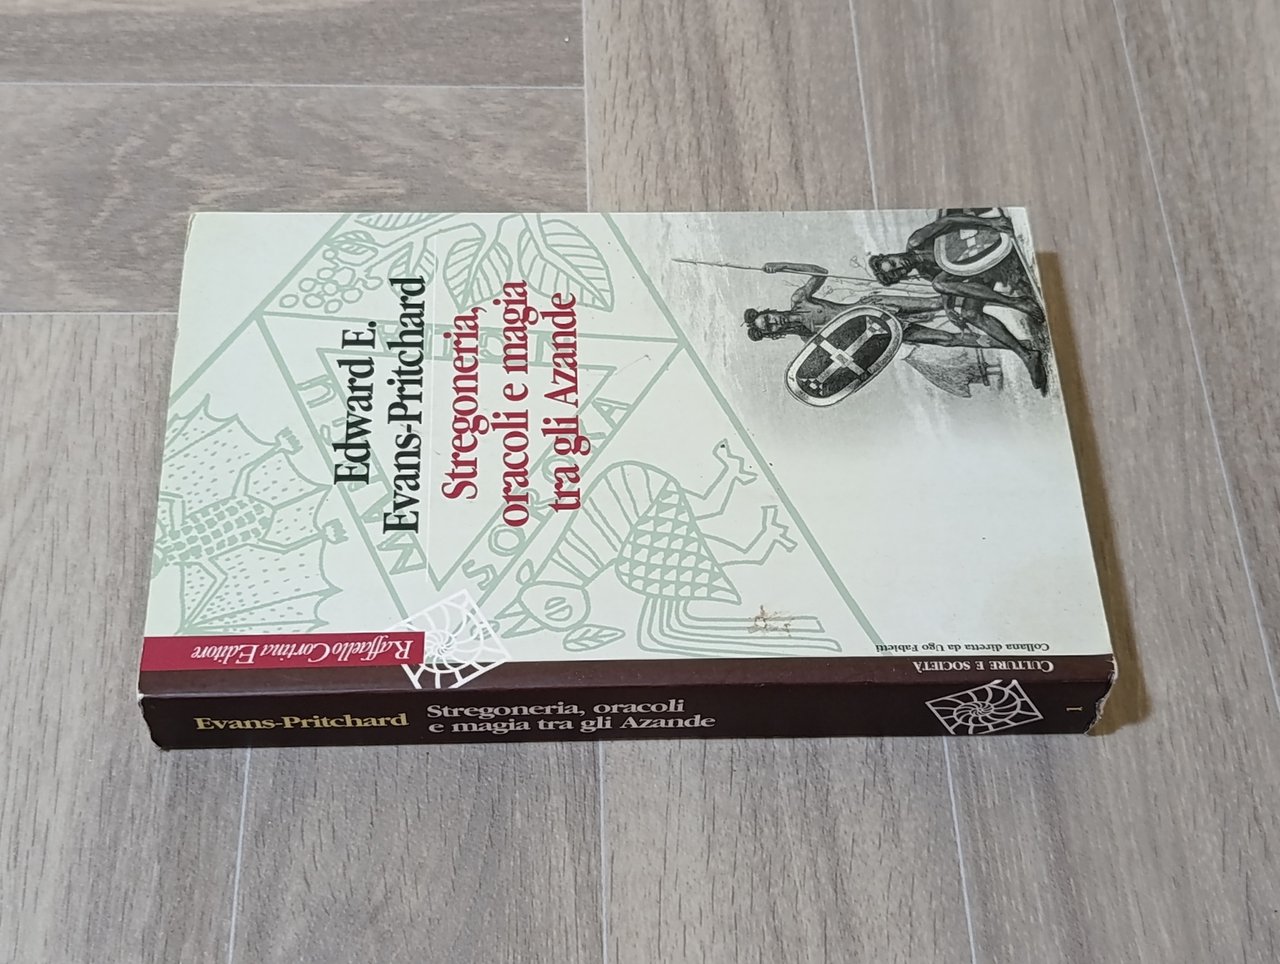 Edward E.
Evans-Pritchard
Stregoneria,
oracoli e magia
tra gli Azande
Raffaello Cortina Editore
CULTURE E SOCIETÀ
Collana diretta da Ugo Fabietti
Evans-Pritchard
Stregoneria, oracoli
e magia tra gli Azande
1